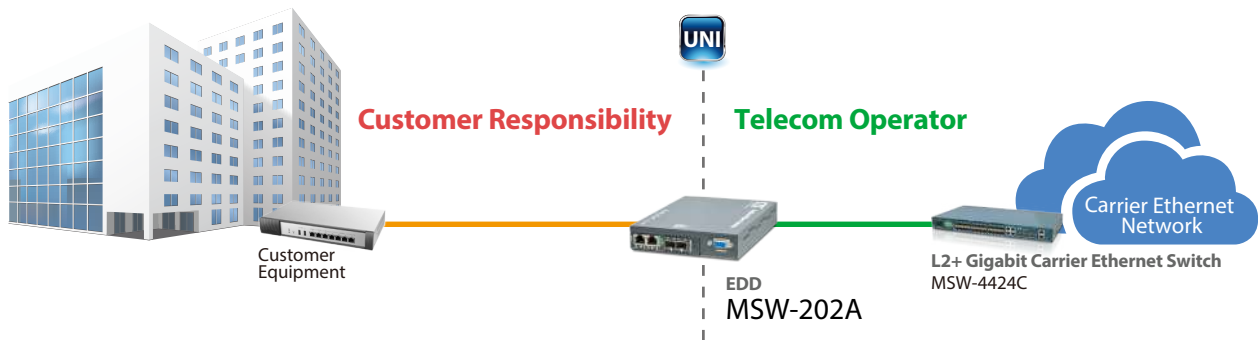 UNI
Customer Responsibility
Telecom Operator
Carrier Ethernet
Network
Customer
Equipment
EDD
MSW-202A
L2+ Gigabit Carrier Ethernet Switch
MSW-4424C